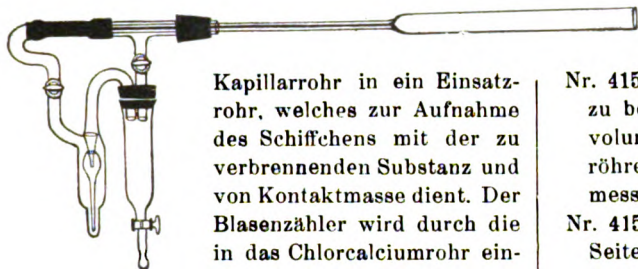 Kapillarrohr in ein Einsatz-
rohr, welches zur Aufnahme
des Schiffchens mit der zu
verbrennenden Substanz und
von Kontaktmasse dient. Der
Blasenzähler wird durch die
in das Chlorcalciumrohr ein-
Nr. 415
zu be
volun
röhre
mess
Nr. 415
Seite